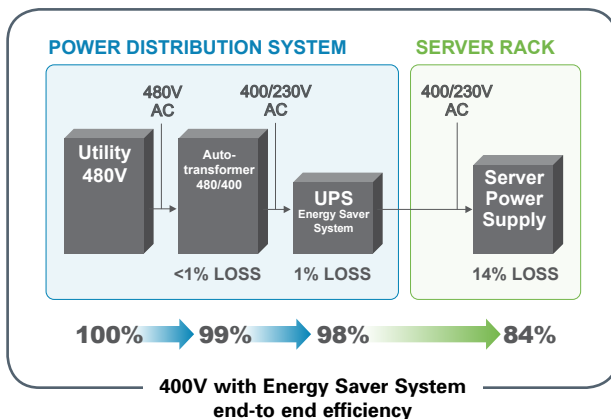 POWER DISTRIBUTION SYSTEM
SERVER RACK
480V
AC
400/230V
AC
400/230V
AC
Utility
480V
Auto-
transformer
480/400
UPS
Energy Saver
System
Server
Power
Supply
<1% LOSS
1% LOSS
14% LOSS
100%
99%
98%
84%
400V with Energy Saver System
end-to end efficiency